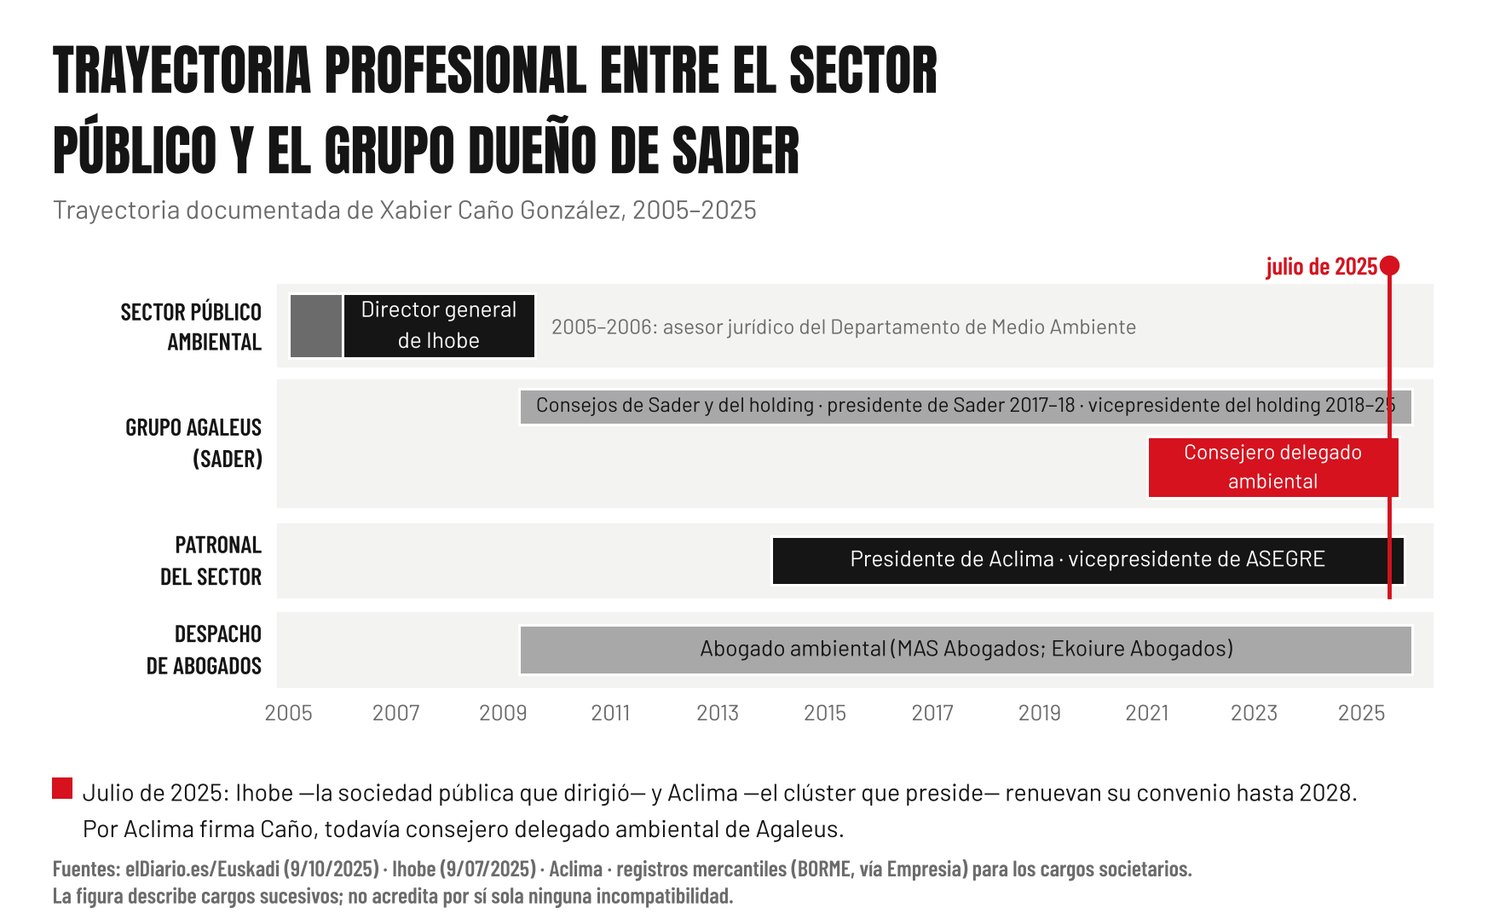 TRAYECTORIA PROFESIONAL ENTRE EL SECTOR
PÚBLICO Y EL GRUPO DUEÑO DE SADER
Trayectoria documentada de Xabier Caño González, 2005–2025
julio de 2025
SECTOR PÚBLICO
AMBIENTAL
Director general
de Ihobe
2005–2006: asesor jurídico del Departamento de Medio Ambiente
GRUPO AGALEUS
(SADER)
Consejos de Sader y del holding · presidente de Sader 2017–18 · vicepresidente del holding 2018–25
Consejero delegado
ambiental
PATRONAL
DEL SECTOR
Presidente de Aclima · vicepresidente de ASEGRE
DESPACHO
DE ABOGADOS
Abogado ambiental (MAS Abogados; Ekoiure Abogados)
2005 2007 2009 2011 2013 2015 2017 2019 2021 2023 2025
Julio de 2025: Ihobe —la sociedad pública que dirigió— y Aclima —el clúster que preside— renuevan su convenio hasta 2028.
Por Aclima firma Caño, todavía consejero delegado ambiental de Agaleus.
Fuentes: elDiario.es/Euskadi (9/10/2025) · Ihobe (9/07/2025) · Aclima · registros mercantiles (BORME, vía Empresia) para los cargos societarios.
La figura describe cargos sucesivos; no acredita por sí sola ninguna incompatibilidad.